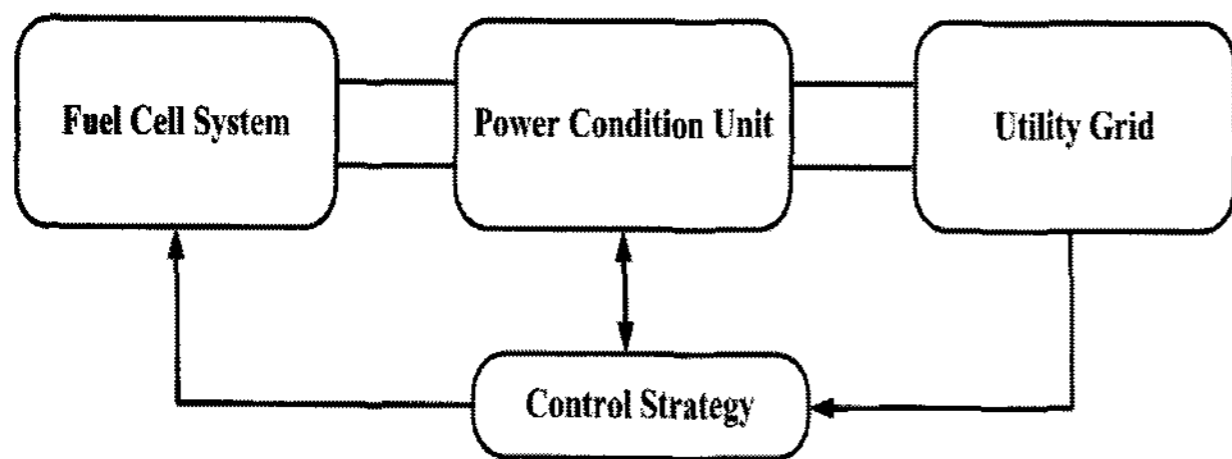 Fuel Cell System
Power Condition Unit
Utility Grid
Control Strategy